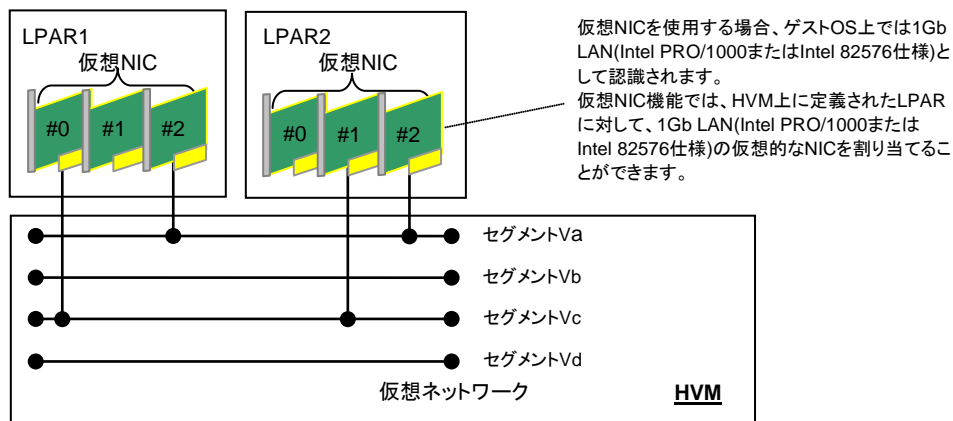 LPAR1
仮想NIC
#0
#1
#2
LPAR2
仮想NIC
#0
#1
#2
仮想NICを使用する場合、ゲストOS上では1Gb
LAN(Intel PRO/1000またはIntel 82576仕様)と
して認識されます。
仮想NIC機能では、HVM上に定義されたLPAR
に対して、1Gb LAN(Intel PRO/1000または
Intel 82576仕様)の仮想的なNICを割り当てるこ
とができます。
セグメントVa
セグメントVb
セグメントVc
セグメントVd
仮想ネットワーク
HVM